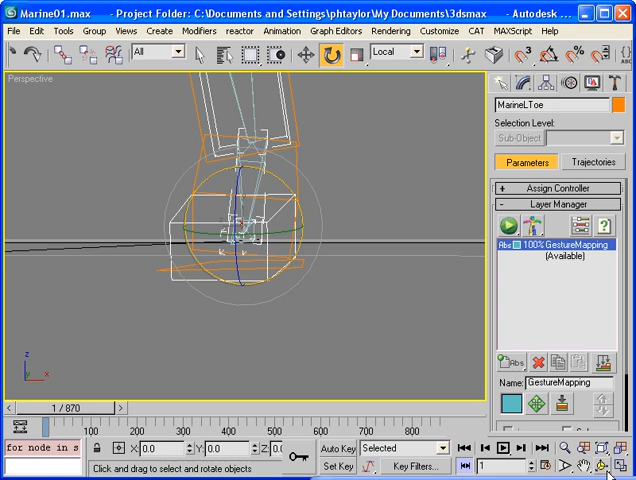 Marine01.max - Project Folder: C:\Documents and Settings\phtaylor\My Documents\3dsmax - Autodesk ...
File Edit Tools Group Views Create Modifiers Character reactor Animation Graph Editors Rendering Customize CAT MAXScript Help
All
Local
3
Perspective
z
y
x
MarineLToe
Selection Level:
Sub-Object
Parameters Trajectories
+ Assign Controller
- Layer Manager
?
Abs 100% GestureMapping
(Available)
Abs
Name: GestureMapping
< 1 / 870 >
100 200 300 400 500 600 700 800
for node in s
X: 0.0 Y: 0.0 Z: 0.
Auto Key Selected
Click and drag to select and rotate objects
Set Key Key Filters... 1